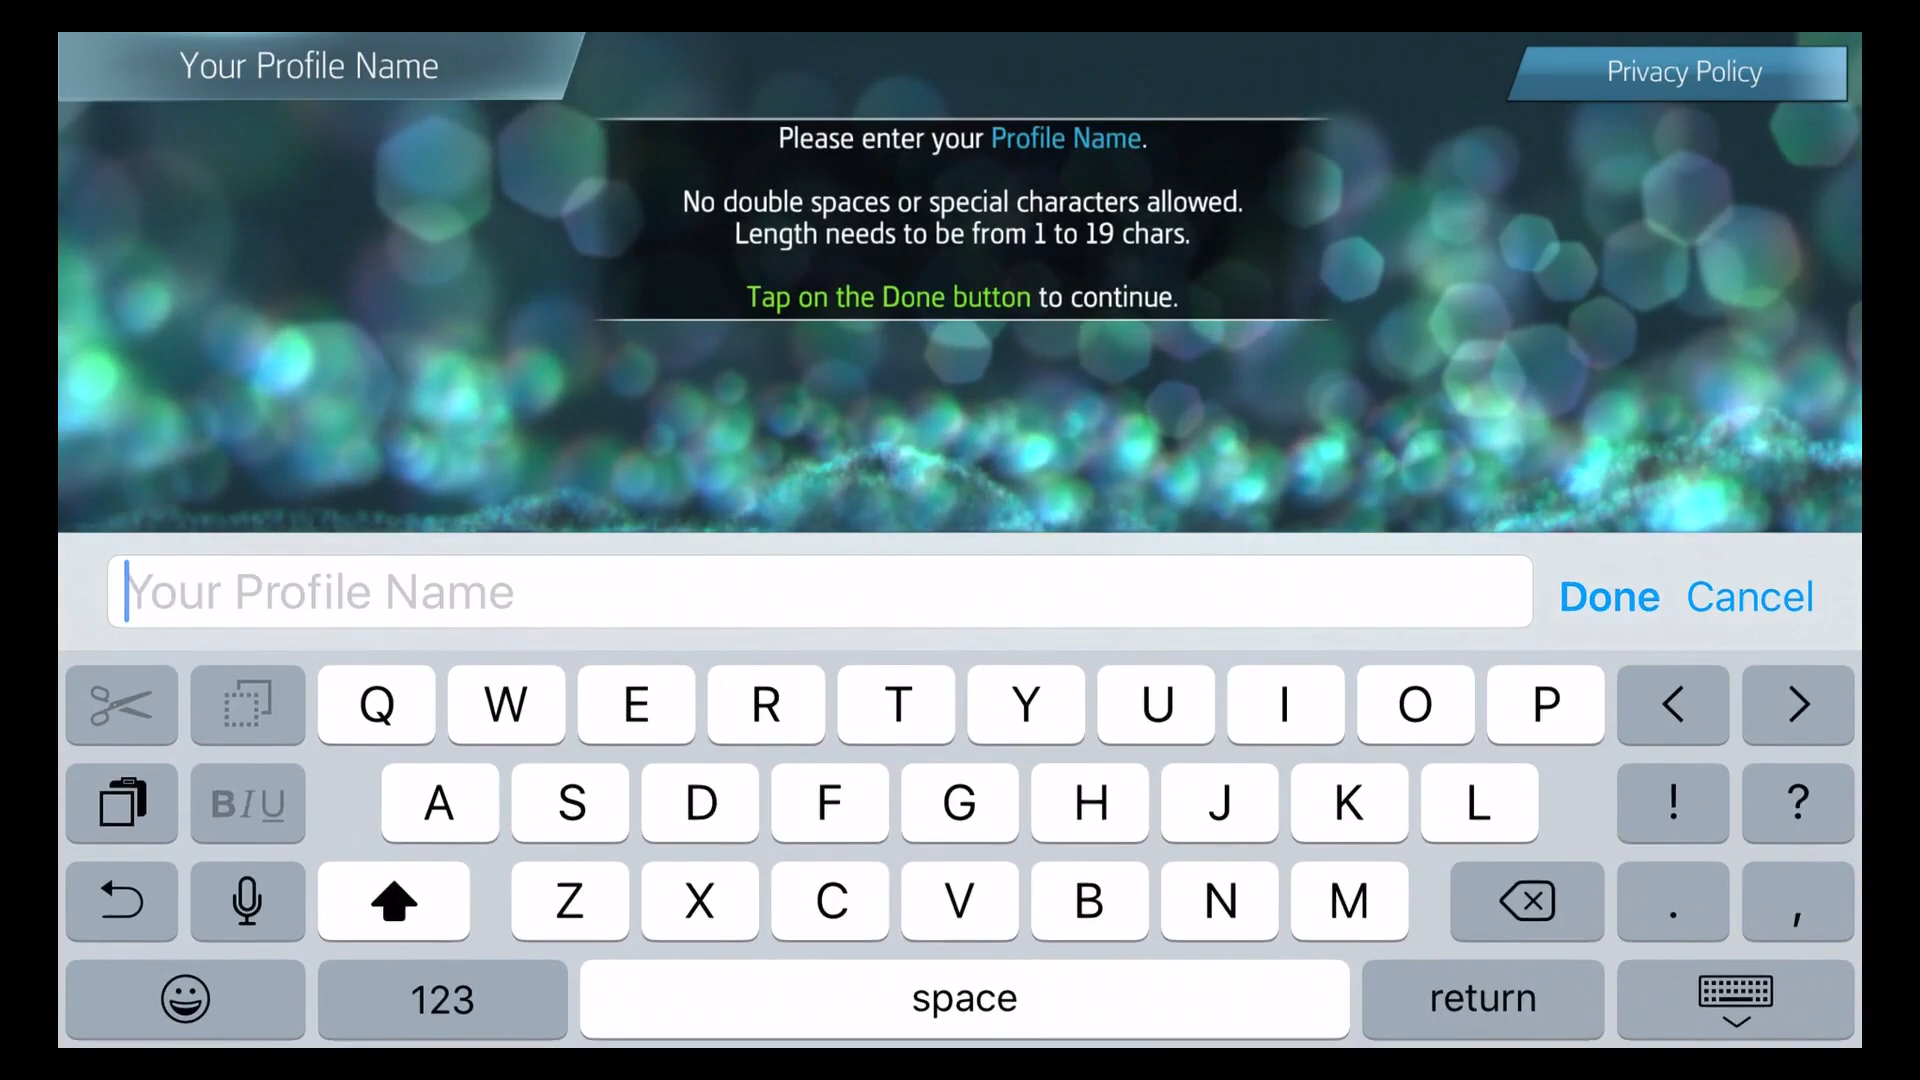 Your Profile Name
Privacy Policy
Please enter your Profile Name.
No double spaces or special characters allowed.
Length needs to be from 1 to 19 chars.
Tap on the Done button to continue.
Your Profile Name
Done Cancel
Q W E R T Y U I O P < >
B I U A S D F G H J K L ! ?
Z X C V B N M . ,
123 space return